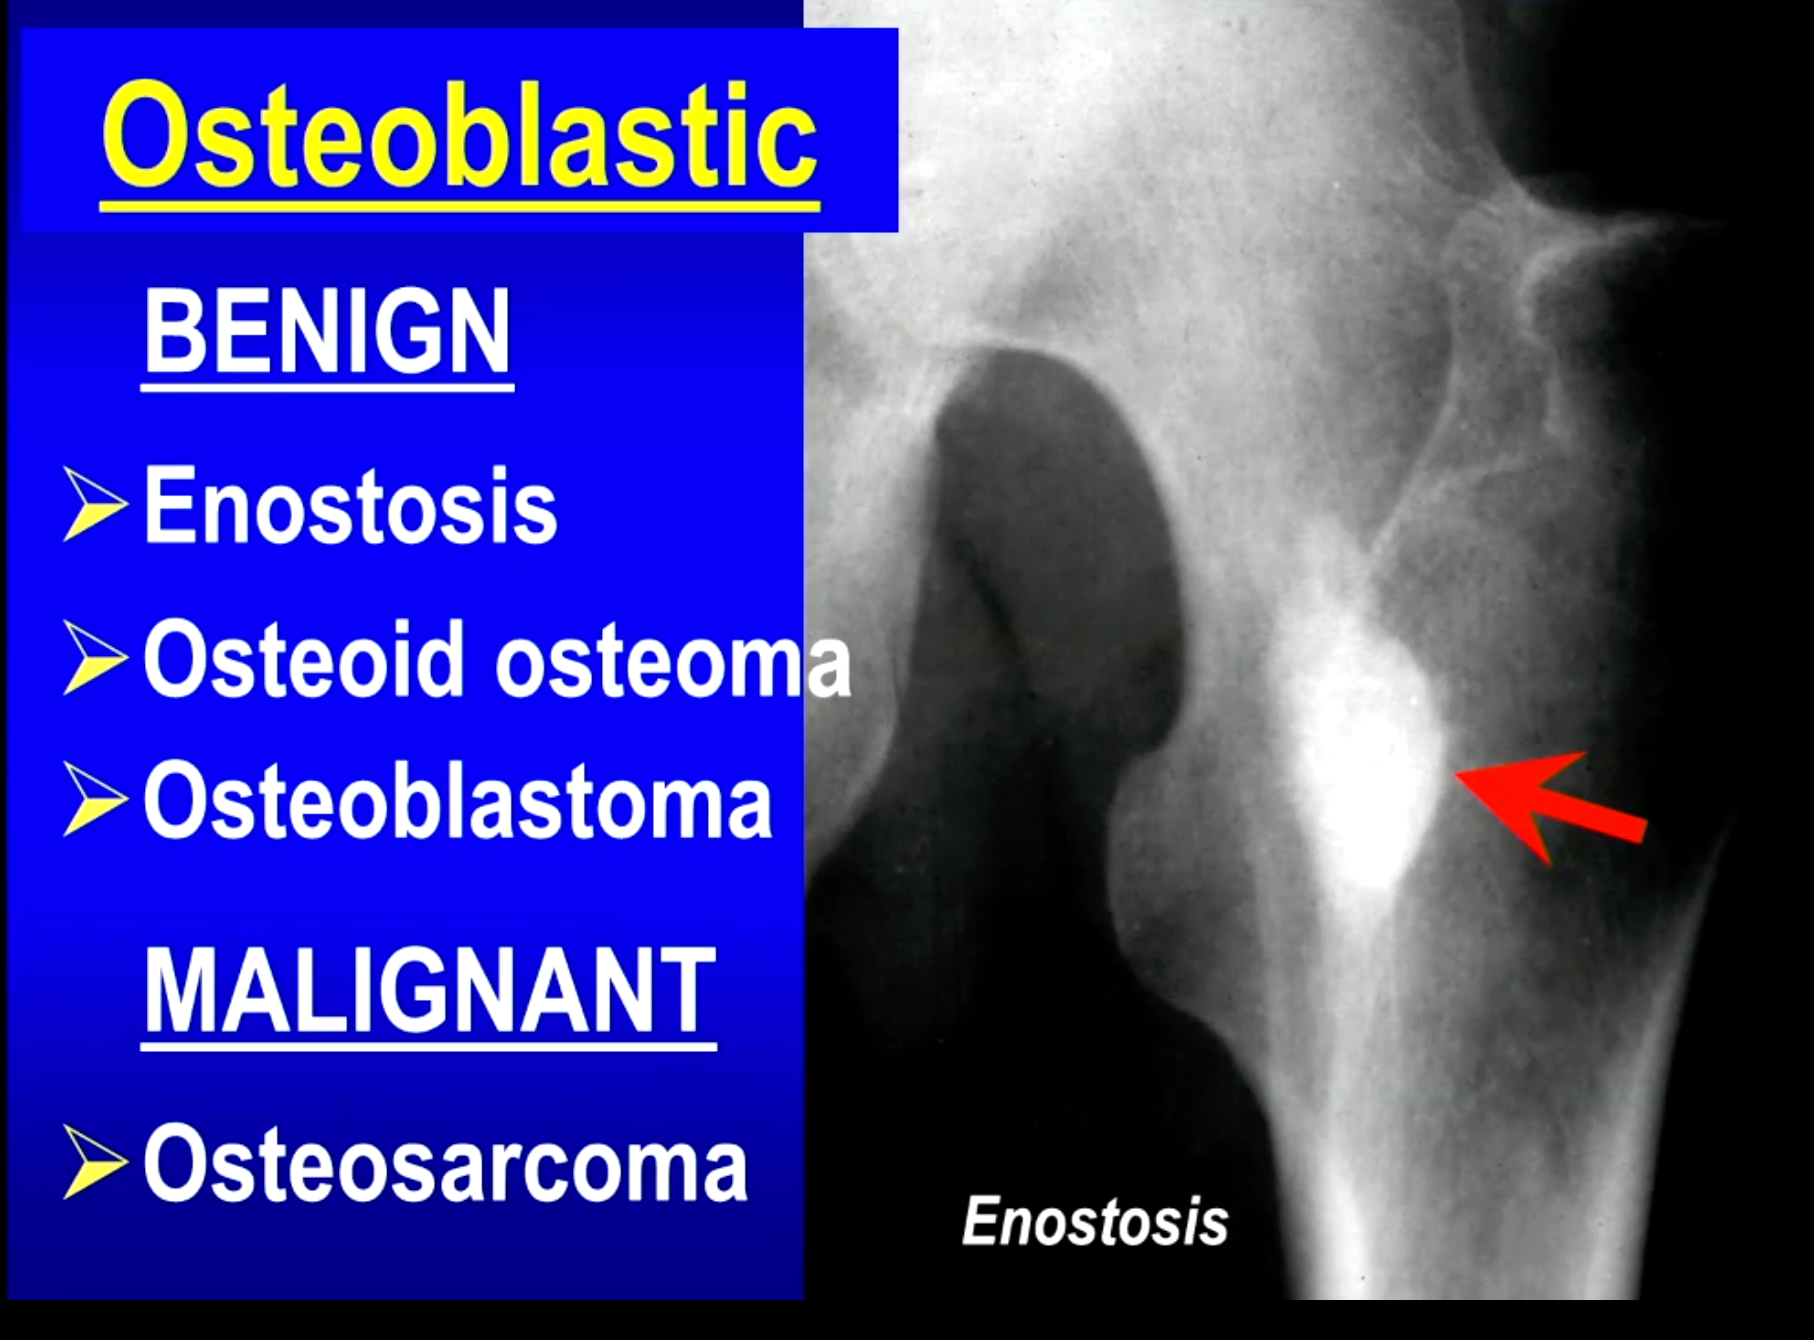 Osteoblastic
BENIGN
Enostosis
Osteoid osteoma
Osteoblastoma
MALIGNANT
Osteosarcoma
Enostosis